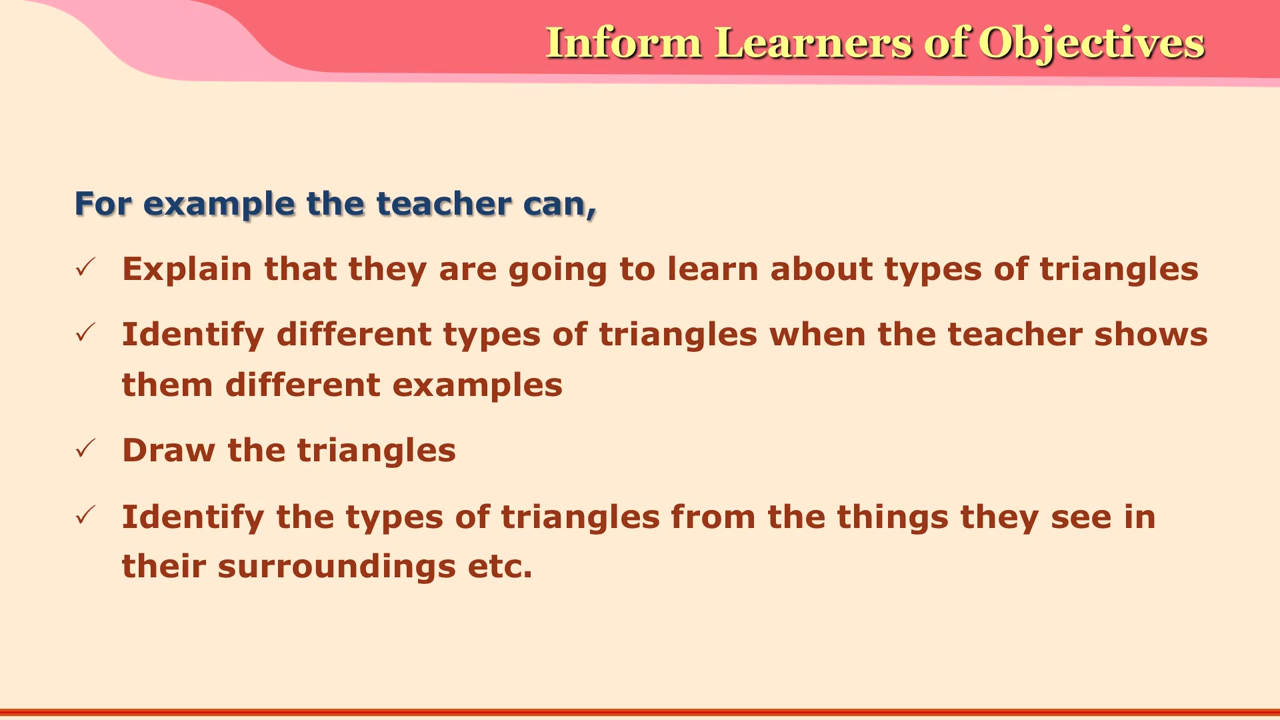 Inform Learners of Objectives
For example the teacher can,
✓ Explain that they are going to learn about types of triangles
✓ Identify different types of triangles when the teacher shows
them different examples
✓ Draw the triangles
✓ Identify the types of triangles from the things they see in
their surroundings etc.